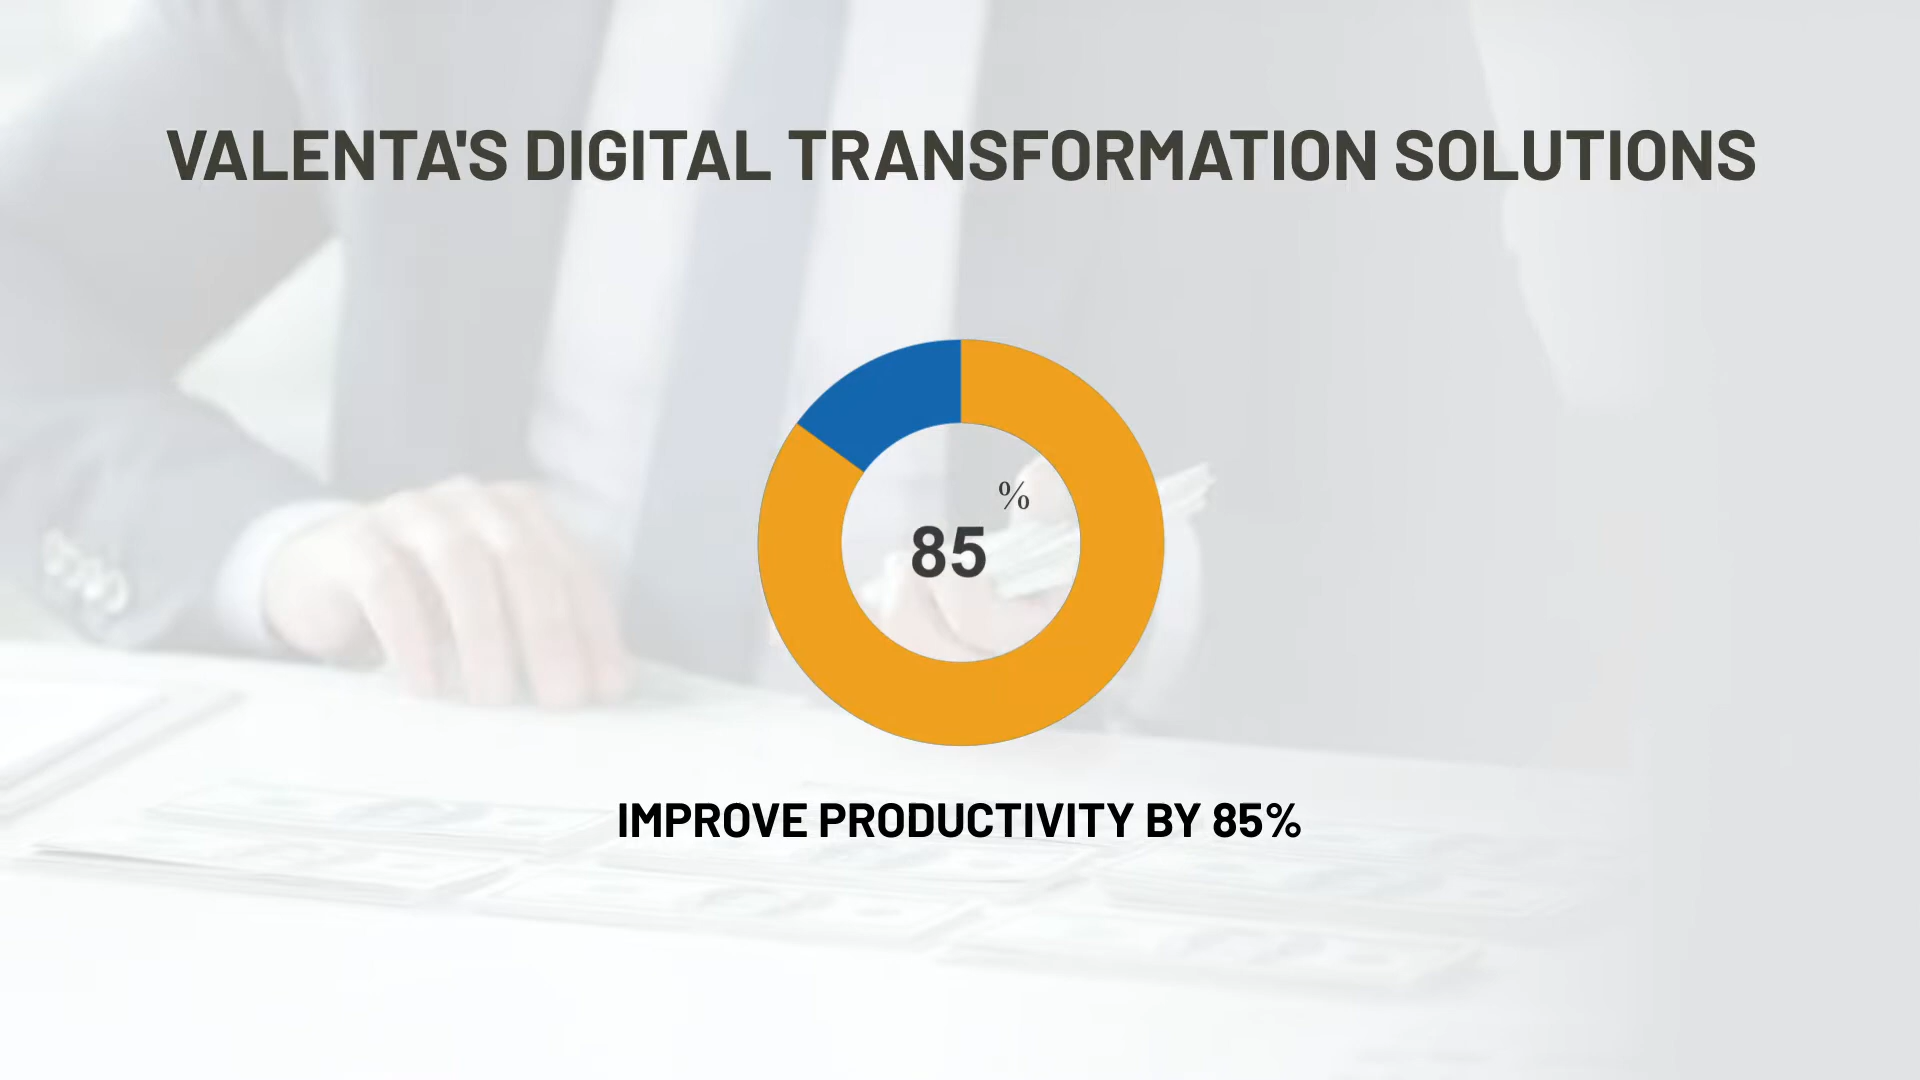 VALENTA'S DIGITAL TRANSFORMATION SOLUTIONS
%
85
IMPROVE PRODUCTIVITY BY 85%